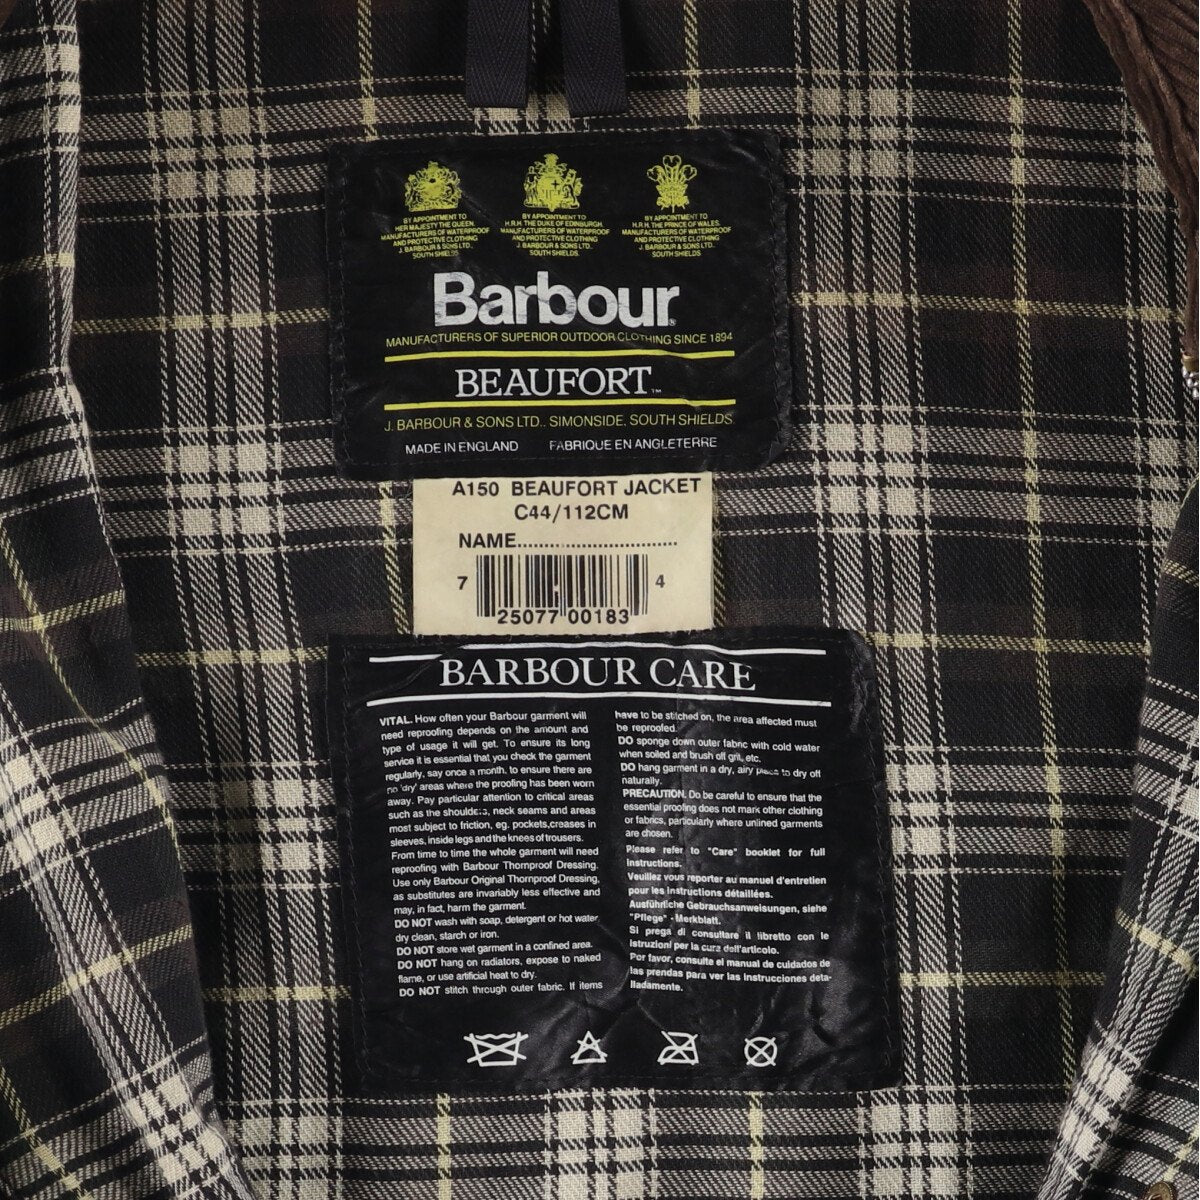 BY APPOINTMENT TO
HER MAJESTY THE QUEEN
MANUFACTURERS OF WATERPROOF
AND PROTECTIVE CLOTHING
J. BARBOUR & SONS LTD.,
SOUTH SHIELDS
BY APPOINTMENT TO
H.R.H. THE DUKE OF EDINBURGH
MANUFACTURERS OF WATERPROOF
AND PROTECTIVE CLOTHING
J. BARBOUR & SONS LTD.
SOUTH SHIELDS.
BY APPOINTMENT TO
H.R.H. THE PRINCE OF WALES
MANUFACTURERS OF WATERPROOF
AND PROTECTIVE CLOTHING
J. BARBOUR & SONS LTD.
SOUTH SHIELDS
Barbour®
MANUFACTURERS OF SUPERIOR OUTDOOR CLOTHING SINCE 1894
BEAUFORT™
J. BARBOUR & SONS LTD., SIMONSIDE, SOUTH SHIELDS
MADE IN ENGLAND FABRIQUE EN ANGLETERRE
A150 BEAUFORT JACKET
C44/112CM
NAME..............................
7 25077 00183 4
BARBOUR CARE
VITAL. How often your Barbour garment will
need reproofing depends on the amount and
type of usage it will get. To ensure its long
service it is essential that you check the garment
regularly, say once a month, to ensure there are
no 'dry' areas where the proofing has been worn
away. Pay particular attention to critical areas
such as the shoulders, neck seams and areas
most subject to friction, eg. pockets,creases in
sleeves, inside legs and the knees of trousers.
From time to time the whole garment will need
reproofing with Barbour Thornproof Dressing.
Use only Barbour Original Thornproof Dressing,
as substitutes are invariably less effective and
may, in fact, harm the garment.
DO NOT wash with soap, detergent or hot water,
dry clean, starch or iron.
DO NOT store wet garment in a confined area.
DO NOT hang on radiators, expose to naked
flame, or use artificial heat to dry.
DO NOT stitch through outer fabric. If items
have to be stitched on, the area affected must
be reproofed.
DO sponge down outer fabric with cold water
when soiled and brush off grit, etc.
DO hang garment in a dry, airy place to dry off
naturally.
PRECAUTION. Do be careful to ensure that the
essential proofing does not mark other clothing
or fabrics, particularly where unlined garments
are chosen.
Please refer to "Care" booklet for full
instructions.
Veuillez vous reporter au manuel d'entretien
pour les instructions détaillées.
Ausführliche Gebrauchsanweisungen, siehe
"Pflege" - Merkblatt.
Si prega di consultare il libretto con le
istruzioni per la cura dell'articolo.
Por favor, consulte el manual de cuidados de
las prendas para ver las instrucciones deta-
lladamente.